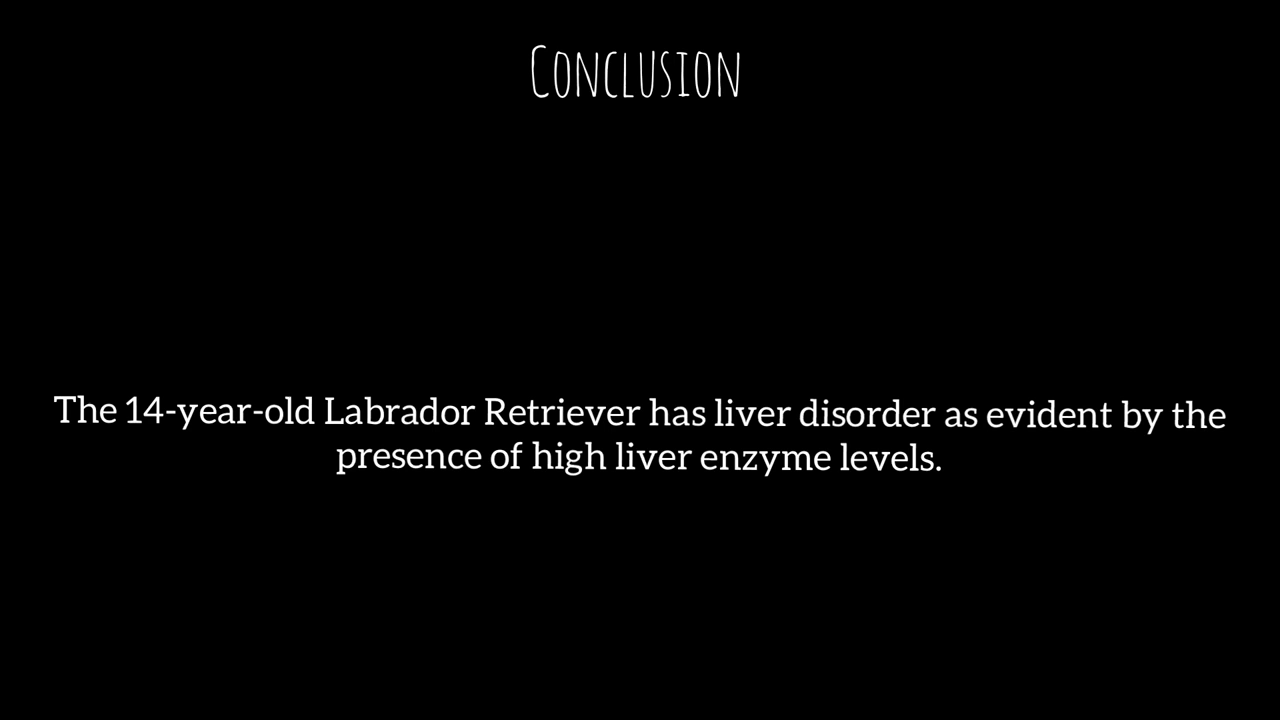 Conclusion
The 14-year-old Labrador Retriever has liver disorder as evident by the
presence of high liver enzyme levels.